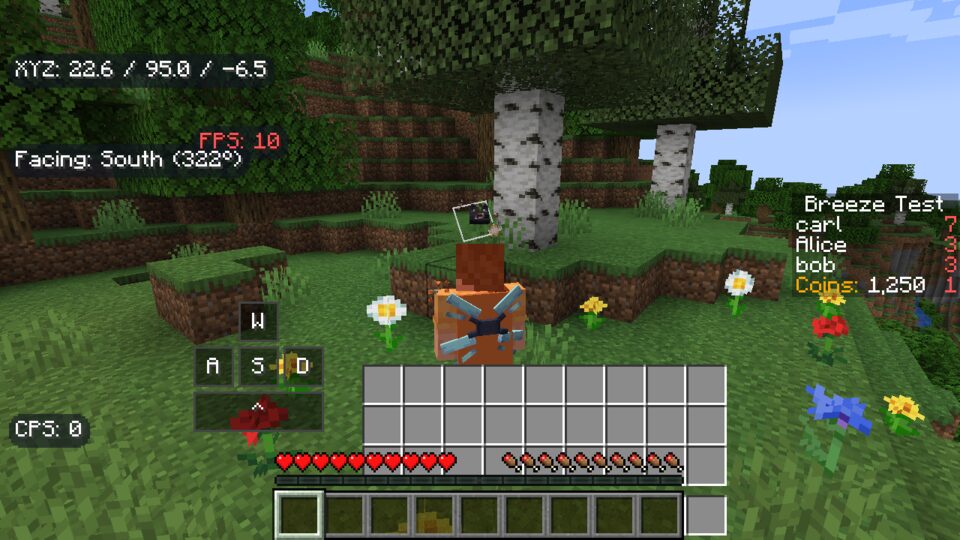 XYZ: 22.6 / 95.0 / -6.5
FPS: 10
Facing: South (322º)
Breeze Test
carl 7
Alice 3
bob 3
Coins: 1,250 1
W
A S D
^
CPS: 0